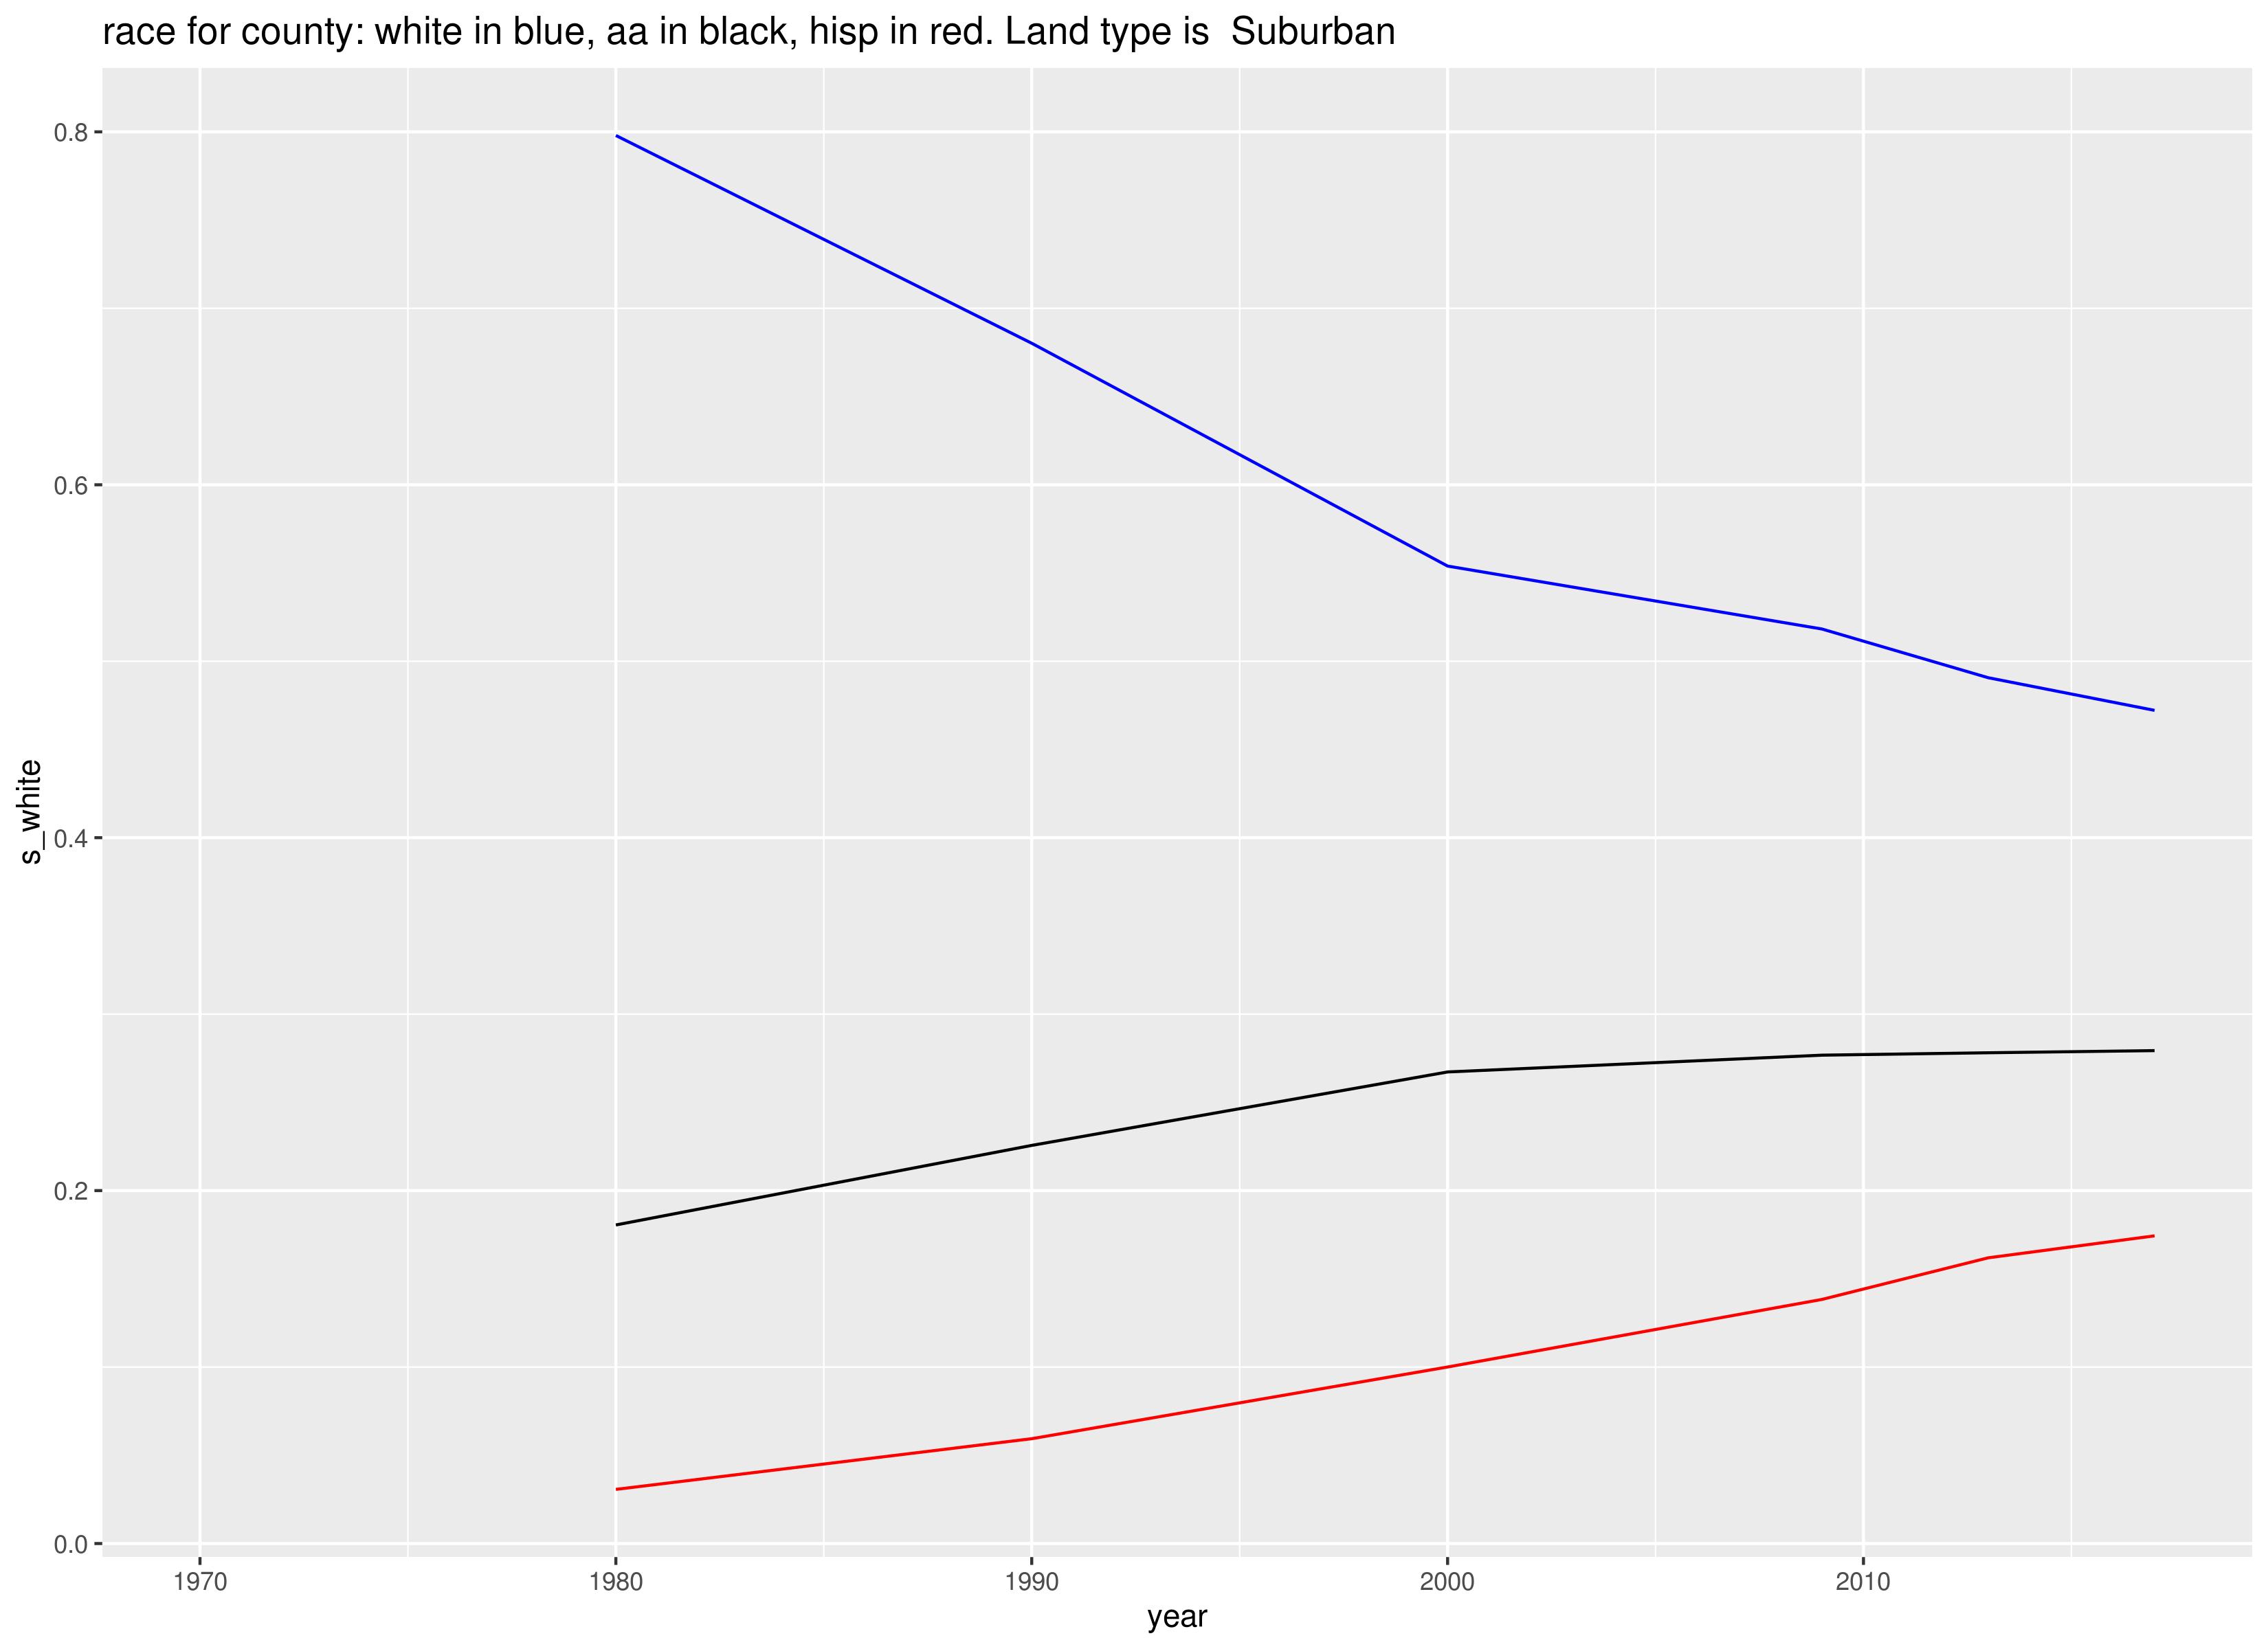 race for county: white in blue, aa in black, hisp in red. Land type is  Suburban
0.8
0.6
0.4
0.2
0.0
s_white
1970 1980 1990 2000 2010
year